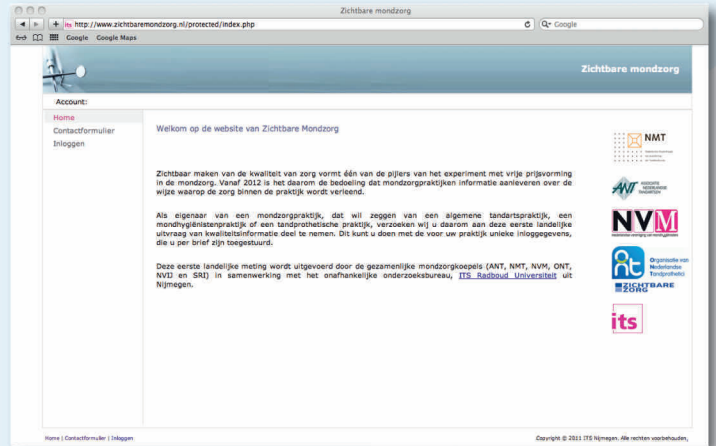 Zichtbare mondzorg
its http://www.zichtbaremondzorg.nl/protected/index.php
Google
Google Google Maps
Zichtbare mondzorg
Account:
Home
Contactformulier
Inloggen
Welkom op de website van Zichtbare Mondzorg
Zichtbaar maken van de kwaliteit van zorg vormt één van de pijlers van het experiment met vrije prijsvorming
in de mondzorg. Vanaf 2012 is het daarom de bedoeling dat mondzorgpraktijken informatie aanleveren over de
wijze waarop de zorg binnen de praktijk wordt verleend.
Als eigenaar van een mondzorgpraktijk, dat wil zeggen van een algemene tandartspraktijk, een
mondhygiënistenpraktijk of een tandprothetische praktijk, verzoeken wij u daarom aan deze eerste landelijke
uitvraag van kwaliteitsinformatie deel te nemen. Dit kunt u doen met de voor uw praktijk unieke inloggegevens,
die u per brief zijn toegestuurd.
Deze eerste landelijke meting wordt uitgevoerd door de gezamenlijke mondzorgkoepels (ANT, NMT, NVM, ONT,
NVIJ en SRI) in samenwerking met het onafhankelijke onderzoeksbureau, ITS Radboud Universiteit uit
Nijmegen.
NMT
ANT
NVM
Organisatie van
Nederlandse
Tandprothetici
ZICHTBARE
ZORG
its
Home | Contactformulier | Inloggen
Copyright © 2011 ITS Nijmegen. Alle rechten voorbehouden,